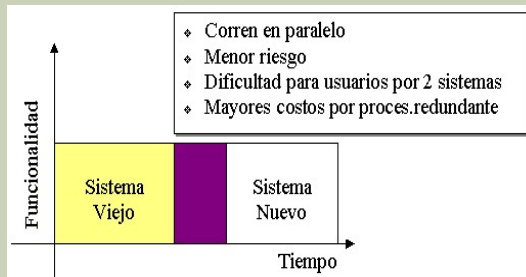 Corren en paralelo
Menor riesgo
Dificultad para usuarios por 2 sistemas
Mayores costos por proces.redundante
Funcionalidad
Sistema
Viejo
Sistema
Nuevo
Tiempo